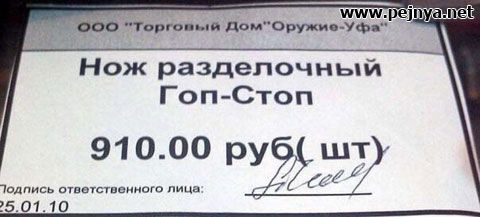 www.pejnya.net
ООО "Торговый Дом"Оружие-Уфа"
Нож разделочный
Гоп-Стоп
910.00 руб( шт)
Подпись ответственного лица:
25.01.10